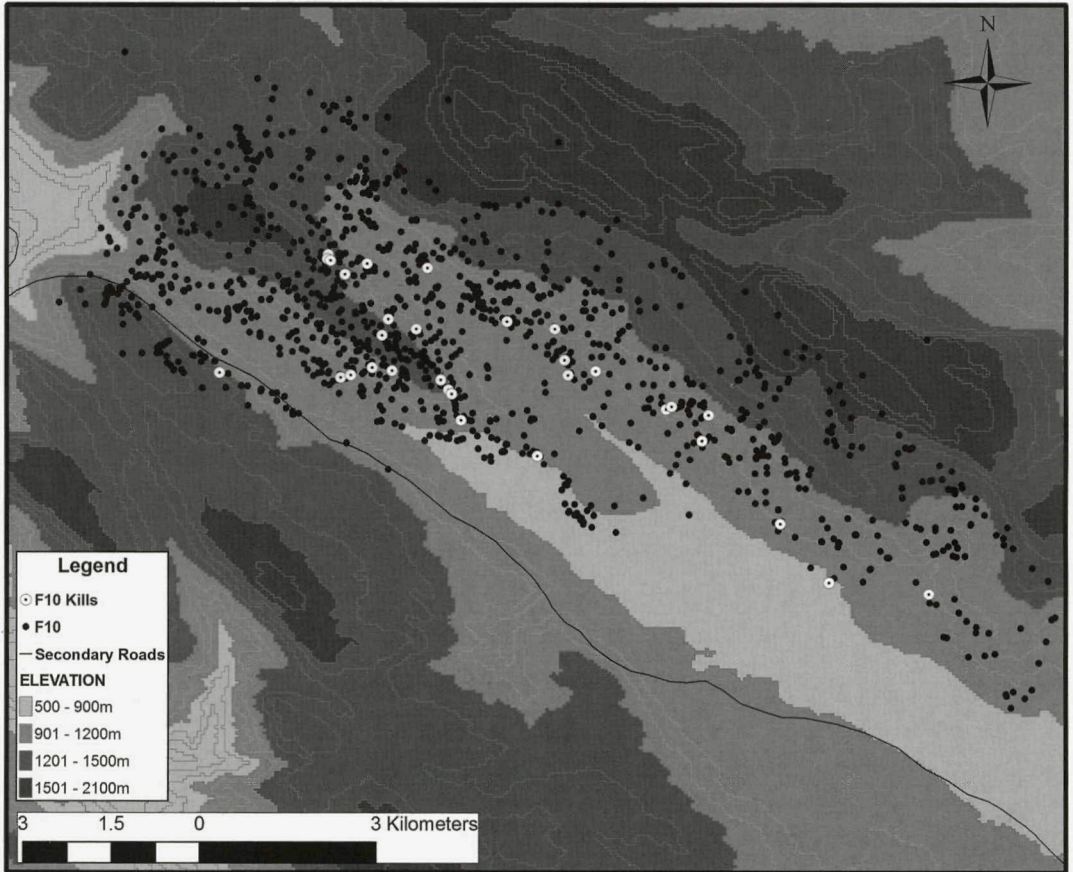 N
Legend
F10 Kills
F10
Secondary Roads
ELEVATION
500 - 900m
901 - 1200m
1201 - 1500m
1501 - 2100m
3 1.5 0 3 Kilometers